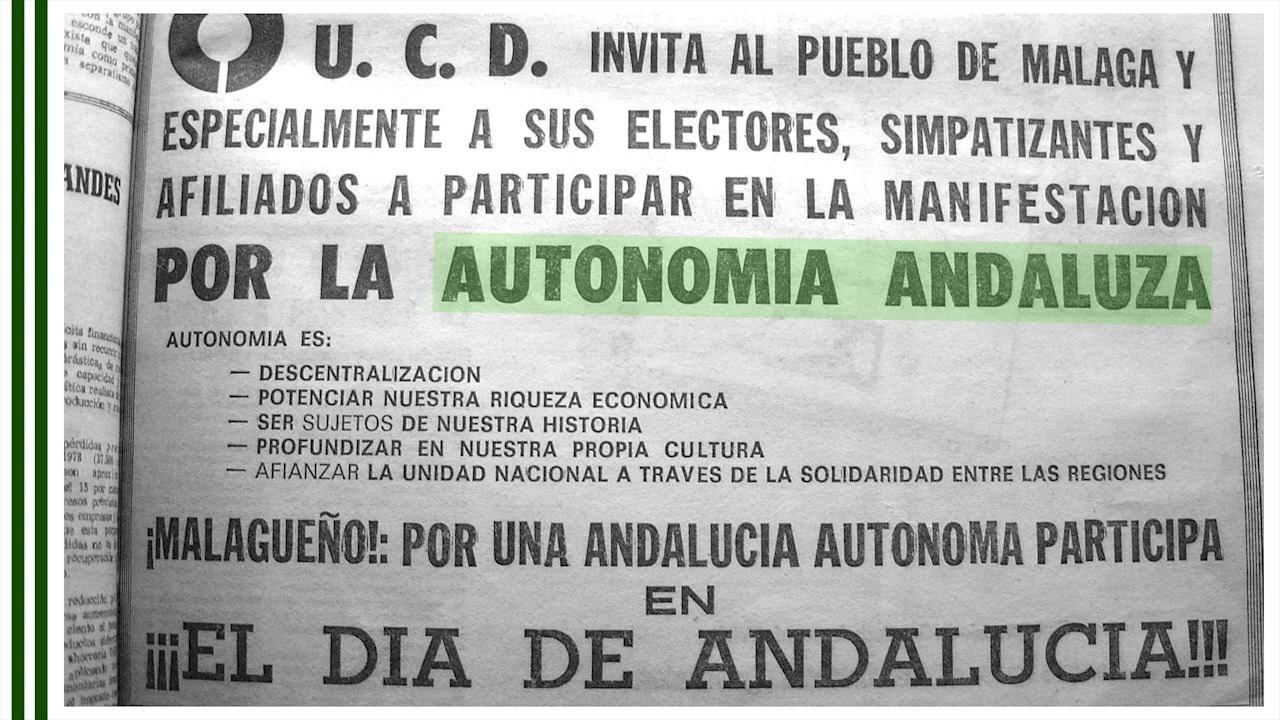 U. C. D. INVITA AL PUEBLO DE MALAGA Y
ESPECIALMENTE A SUS ELECTORES, SIMPATIZANTES Y
AFILIADOS A PARTICIPAR EN LA MANIFESTACION
POR LA AUTONOMIA ANDALUZA
AUTONOMIA ES:
— DESCENTRALIZACION
— POTENCIAR NUESTRA RIQUEZA ECONOMICA
— SER SUJETOS DE NUESTRA HISTORIA
— PROFUNDIZAR EN NUESTRA PROPIA CULTURA
— AFIANZAR LA UNIDAD NACIONAL A TRAVES DE LA SOLIDARIDAD ENTRE LAS REGIONES
¡MALAGUEÑO!: POR UNA ANDALUCIA AUTONOMA PARTICIPA
EN
¡¡¡EL DIA DE ANDALUCIA!!!